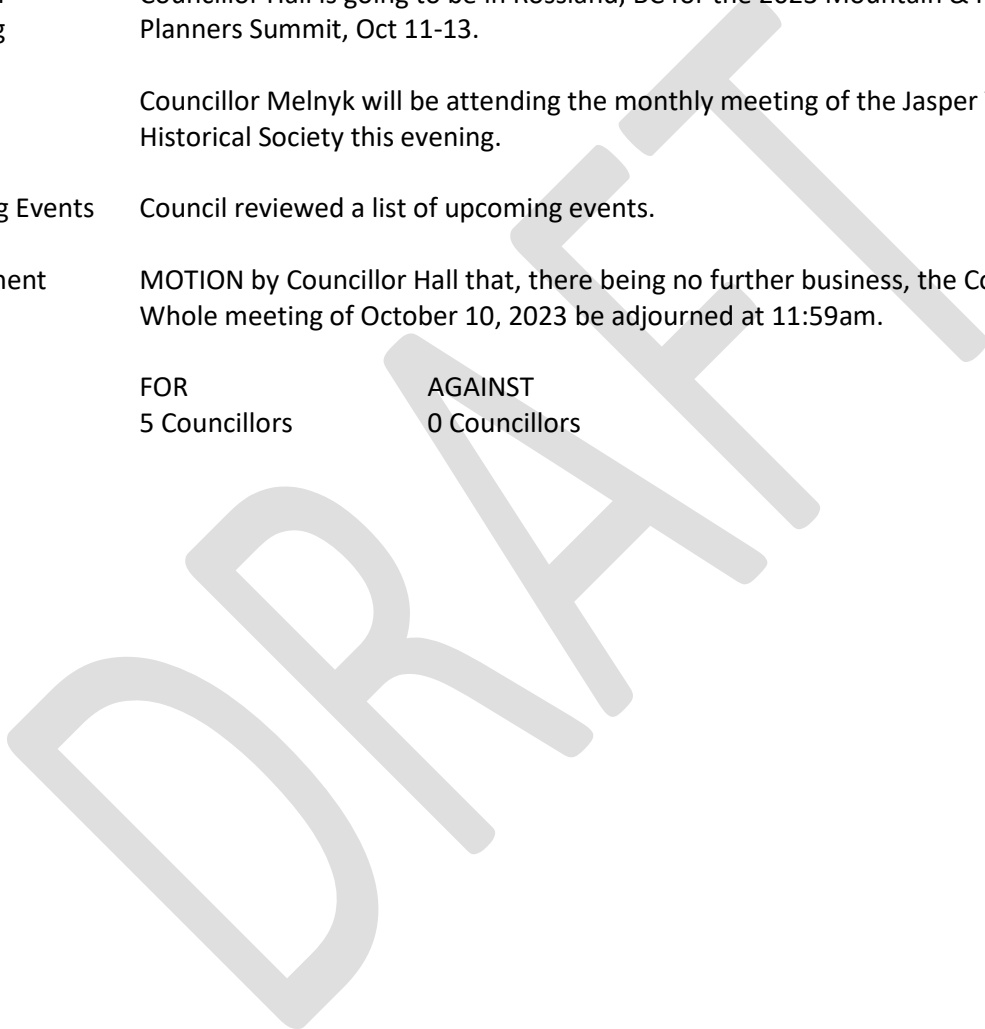 Councillor Hall is going to be in Rossland, BC for the 2023 Mountain &
g Planners Summit, Oct 11-13.
Councillor Melnyk will be attending the monthly meeting of the Jasper
Historical Society this evening.
g Events Council reviewed a list of upcoming events.
ment MOTION by Councillor Hall that, there being no further business, the Co
Whole meeting of October 10, 2023 be adjourned at 11:59am.
FOR AGAINST
5 Councillors 0 Councillors
DRAFT